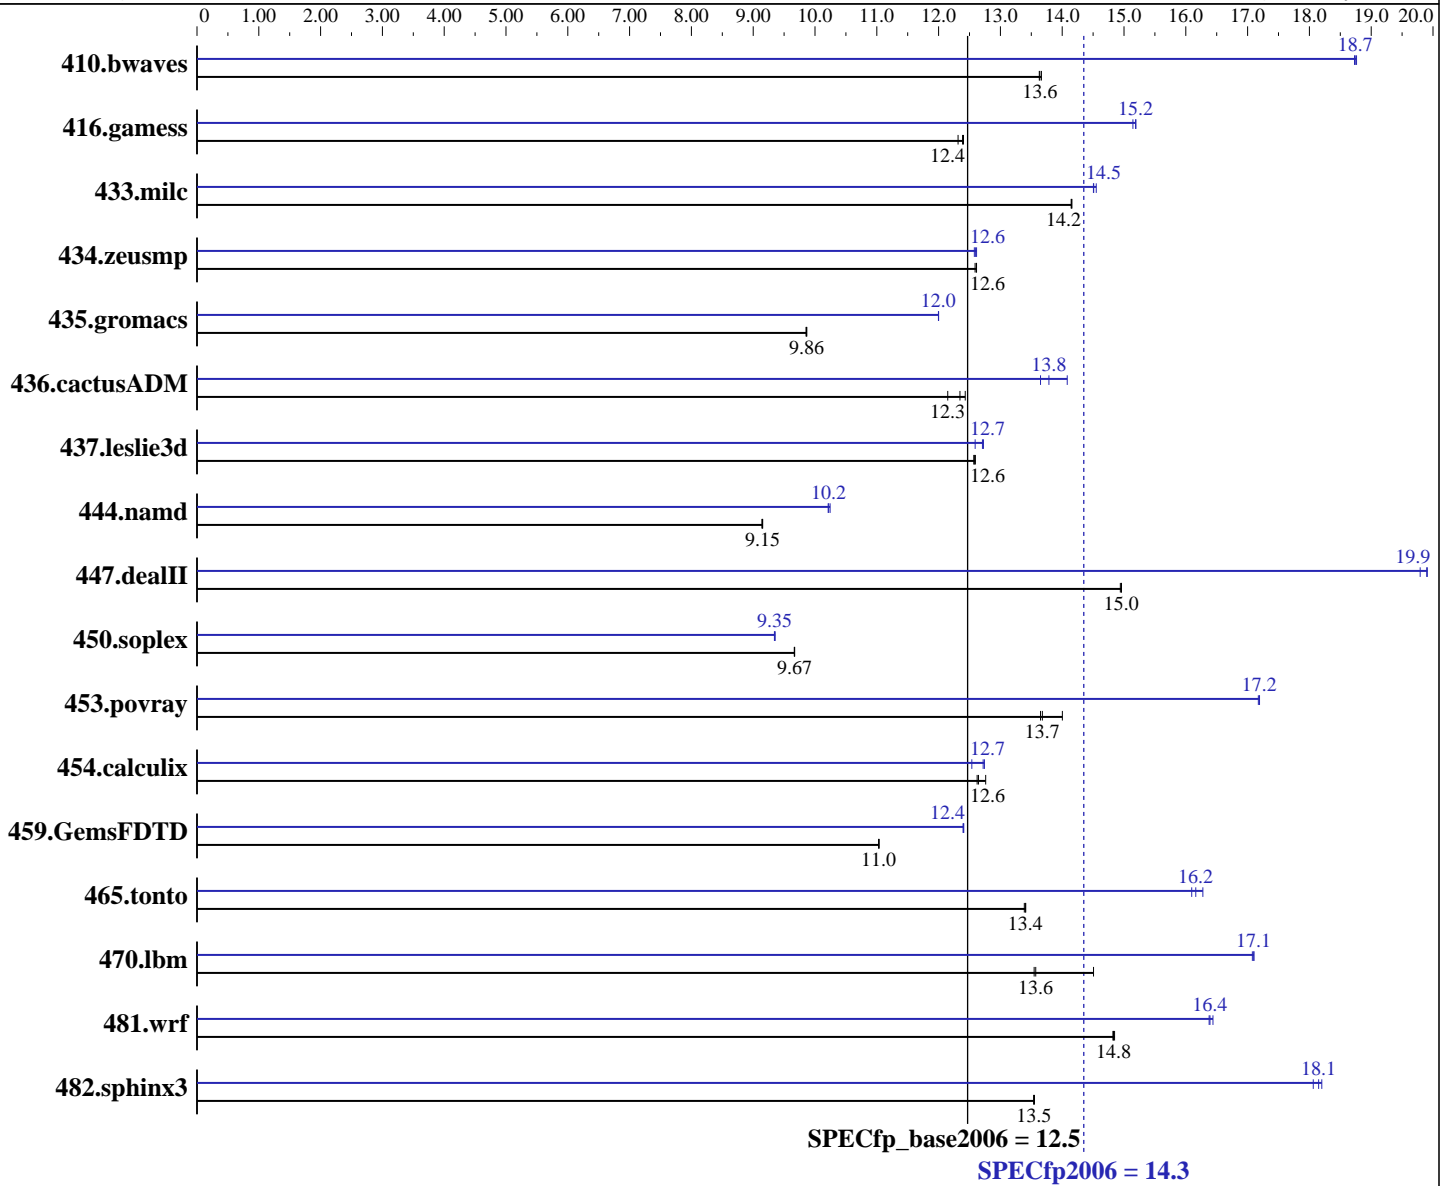 0 1.00 2.00 3.00 4.00 5.00 6.00 7.00 8.00 9.00 10.0 11.0 12.0 13.0 14.0 15.0 16.0 17.0 18.0 19.0 20.0
18.7
410.bwaves
13.6
15.2
416.gamess
12.4
14.5
433.milc
14.2
12.6
434.zeusmp
12.6
12.0
435.gromacs
9.86
13.8
436.cactusADM
12.3
12.7
437.leslie3d
12.6
10.2
444.namd
9.15
19.9
447.dealII
15.0
9.35
450.soplex
9.67
17.2
453.povray
13.7
12.7
454.calculix
12.6
12.4
459.GemsFDTD
11.0
16.2
465.tonto
13.4
17.1
470.lbm
13.6
16.4
481.wrf
14.8
18.1
482.sphinx3
13.5
SPECfp_base2006 = 12.5
SPECfp2006 = 14.3